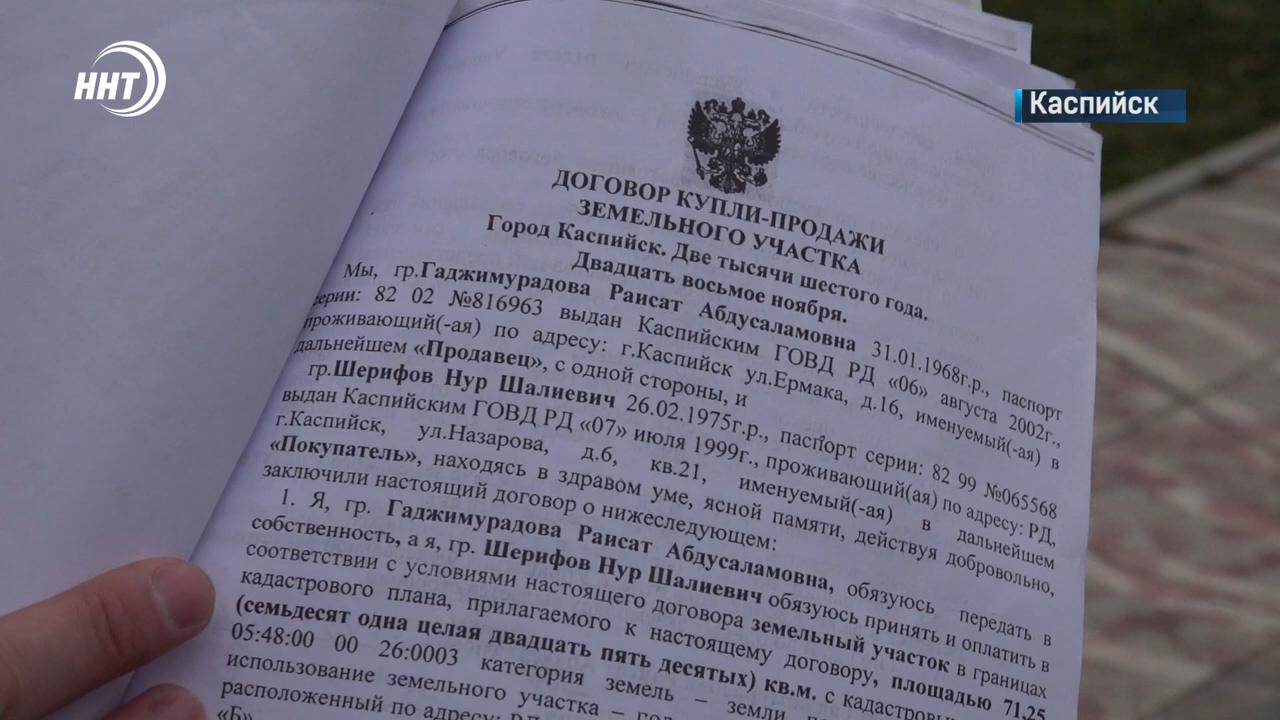 ННТ
Каспийск
ДОГОВОР КУПЛИ-ПРОДАЖИ
ЗЕМЕЛЬНОГО УЧАСТКА
Город Каспийск. Две тысячи шестого года.
Двадцать восьмое ноября.
Мы, гр.Гаджимурадова Раисат Абдусаламовна 31.01.1968г.р., паспорт
серии: 82 02 №816963 выдан Каспийским ГОВД РД «06» августа 2002г.,
проживающий(-ая) по адресу: г.Каспийск ул.Ермака, д.16, именуемый(-ая) в
дальнейшем «Продавец», с одной стороны, и
гр.Шерифов Нур Шалиевич 26.02.1975г.р., паспорт серии: 82 99 №065568
выдан Каспийским ГОВД РД «07» июля 1999г., проживающий(ая) по адресу: РД,
г.Каспийск, ул.Назарова, д.6, кв.21, именуемый(-ая) в дальнейшем
«Покупатель», находясь в здравом уме, ясной памяти, действуя добровольно,
заключили настоящий договор о нижеследующем:
1. Я, гр. Гаджимурадова Раисат Абдусаламовна, обязуюсь передать в
собственность, а я, гр. Шерифов Нур Шалиевич обязуюсь принять и оплатить в
соответствии с условиями настоящего договора земельный участок в границах
кадастрового плана, прилагаемого к настоящему договору, площадью 71,25
(семьдесят одна целая двадцать пять десятых) кв.м. с
05:48:00 00 26:0003 категория земель – земли
использование земельного участка –
расположенный по адресу: РД
«Б»